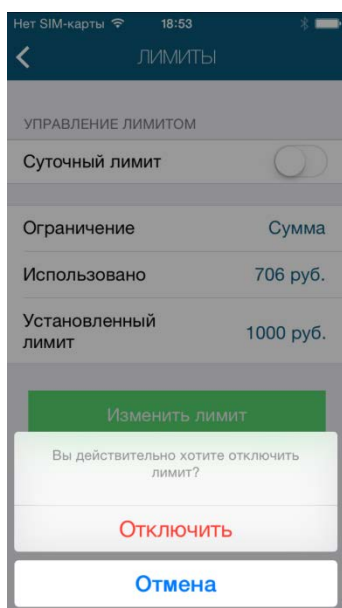 Нет SIM-карты 18:53
ЛИМИТЫ
УПРАВЛЕНИЕ ЛИМИТОМ
Суточный лимит
Ограничение Сумма
Использовано 706 руб.
Установленный
лимит 1000 руб.
Изменить лимит
Вы действительно хотите отключить
лимит?
Отключить
Отмена